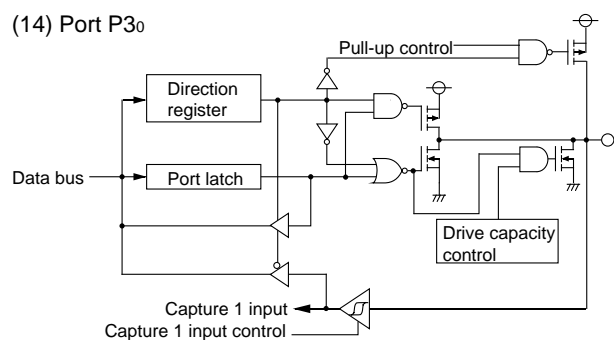 (14) Port P3₀
Pull-up control
Direction
register
Data bus
Port latch
Drive capacity
control
Capture 1 input
Capture 1 input control